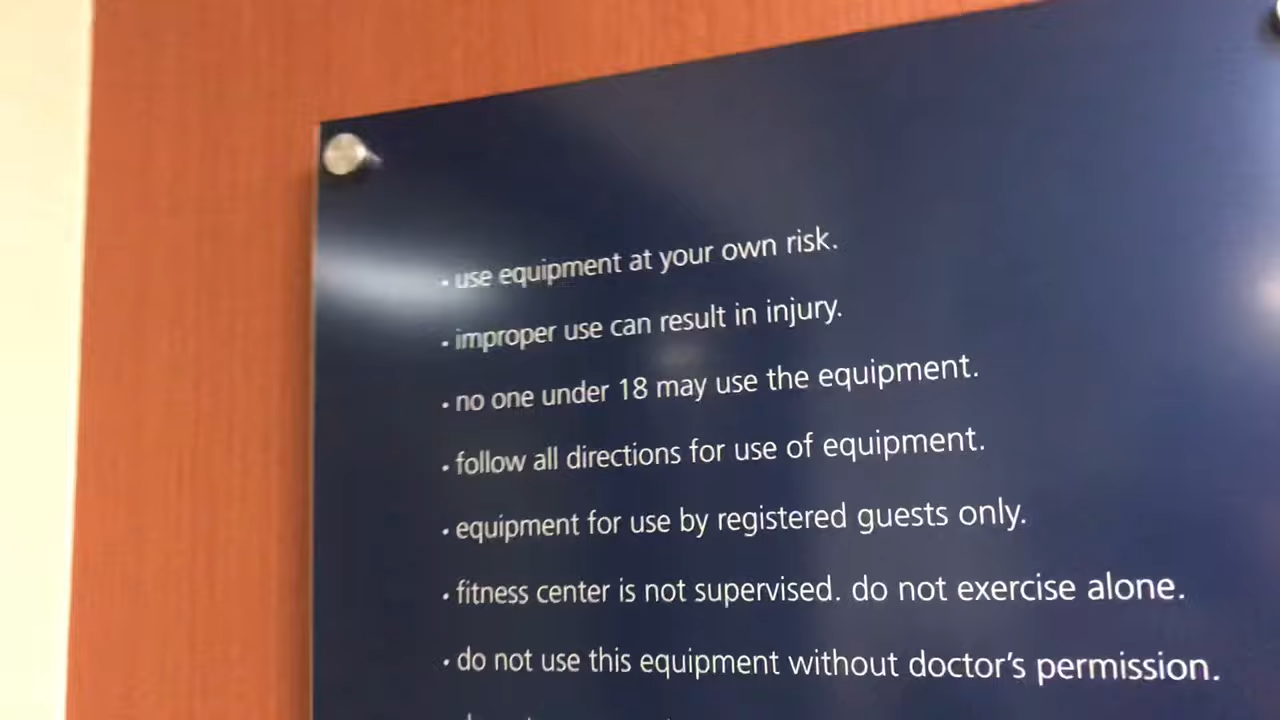 • use equipment at your own risk.
• improper use can result in injury.
• no one under 18 may use the equipment.
• follow all directions for use of equipment.
• equipment for use by registered guests only.
• fitness center is not supervised. do not exercise alone.
• do not use this equipment without doctor's permission.